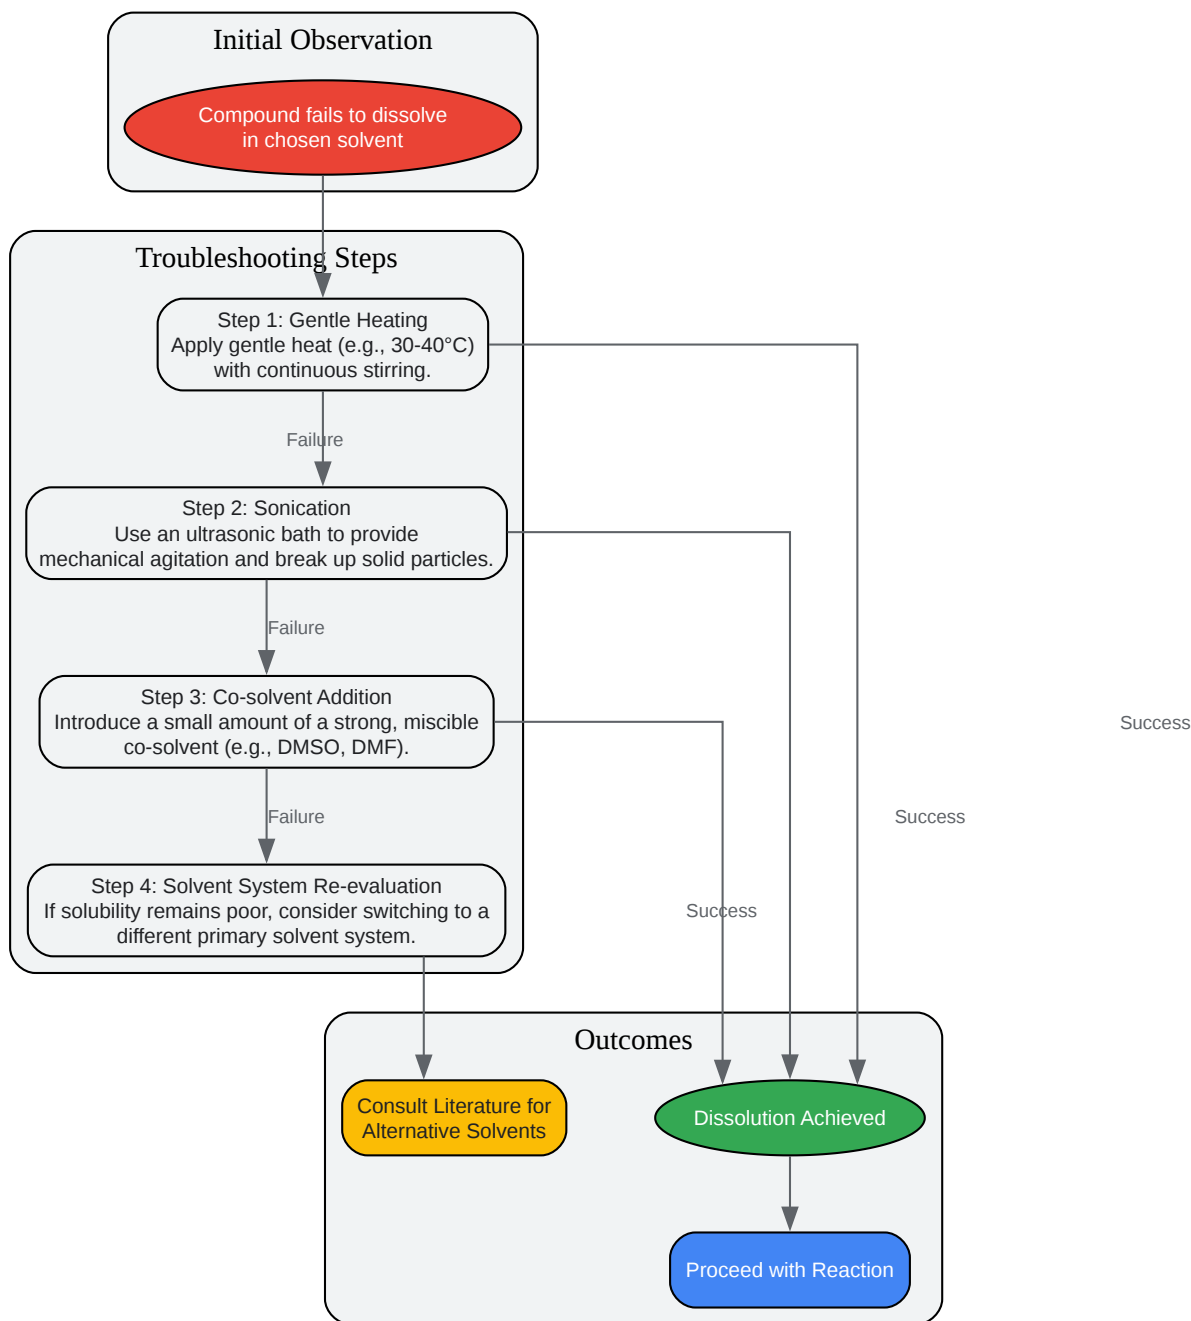 Initial Observation
Compound fails to dissolve
in chosen solvent
Troubleshooting Steps
Step 1: Gentle Heating
Apply gentle heat (e.g., 30-40°C)
with continuous stirring.
Failure
Step 2: Sonication
Use an ultrasonic bath to provide
mechanical agitation and break up solid particles.
Failure
Step 3: Co-solvent Addition
Introduce a small amount of a strong, miscible
co-solvent (e.g., DMSO, DMF).
Success
Failure
Success
Step 4: Solvent System Re-evaluation
If solubility remains poor, consider switching to a
different primary solvent system.
Success
Outcomes
Consult Literature for
Alternative Solvents
Dissolution Achieved
Proceed with Reaction